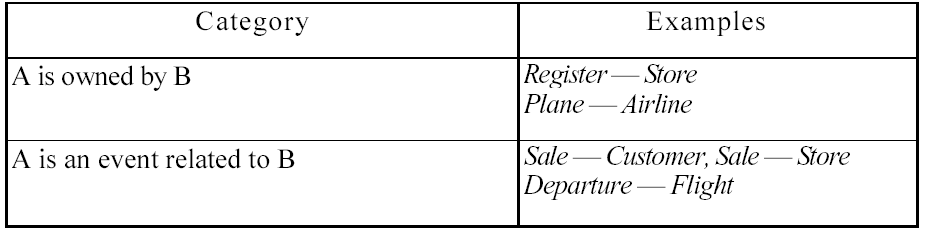 Category
Examples
A is owned by B
Register — Store
Plane — Airline
A is an event related to B
Sale — Customer, Sale — Store
Departure — Flight